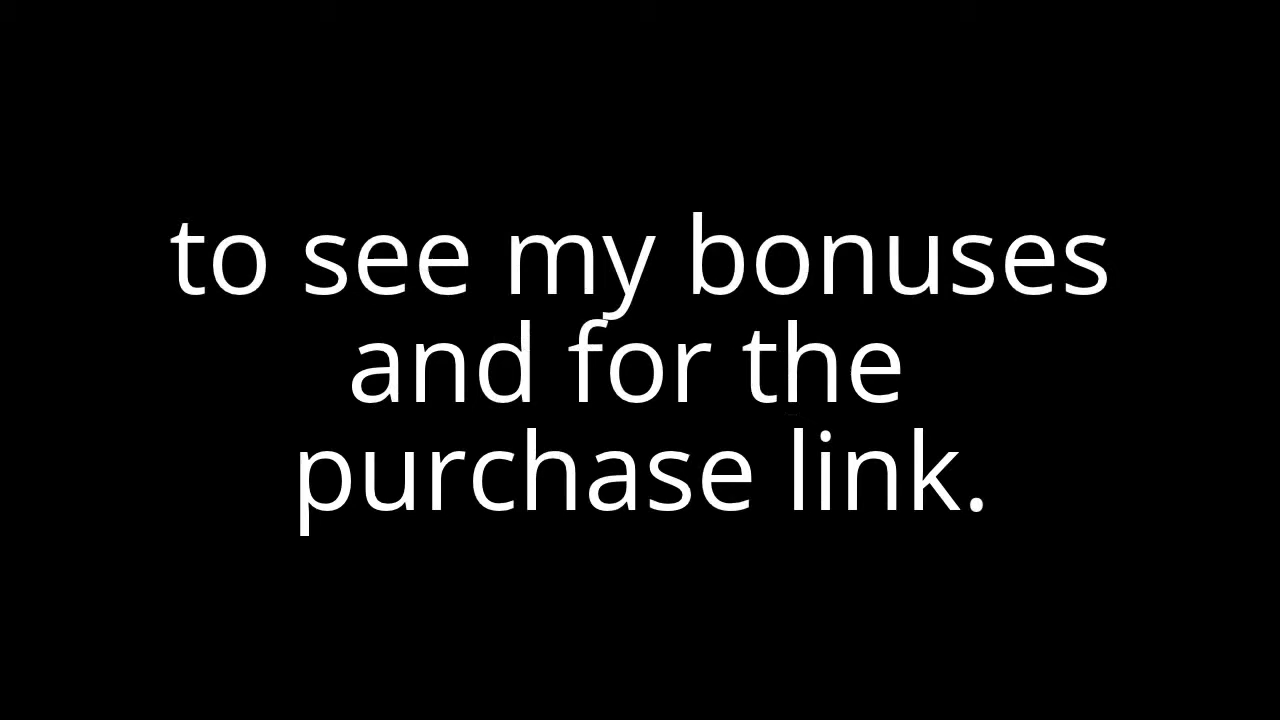 to see my bonuses
and for the
purchase link.